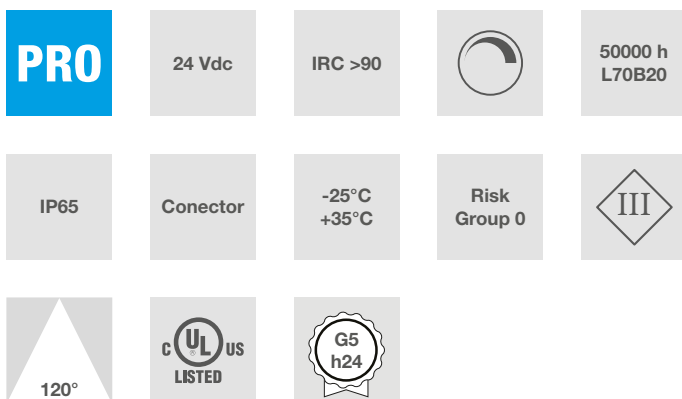 PRO
24 Vdc
IRC >90
50000 h
L70B20
IP65
Conector
-25°C
+35°C
Risk
Group 0
III
120°
C UL US
®
LISTED
G5
h24